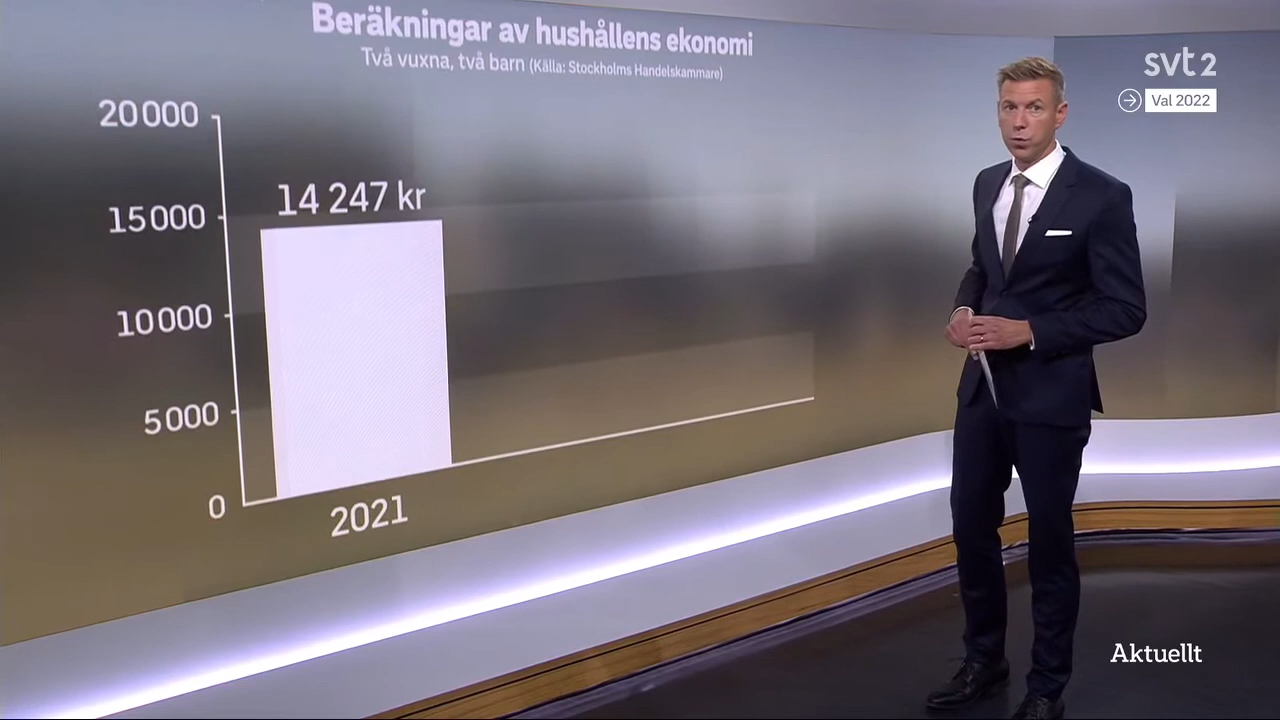 Beräkningar av hushållens ekonomi
Två vuxna, två barn (Källa: Stockholms Handelskammare)
svt2
Val 2022
20 000
15 000
10 000
5 000
0
14 247 kr
2021
Aktuellt